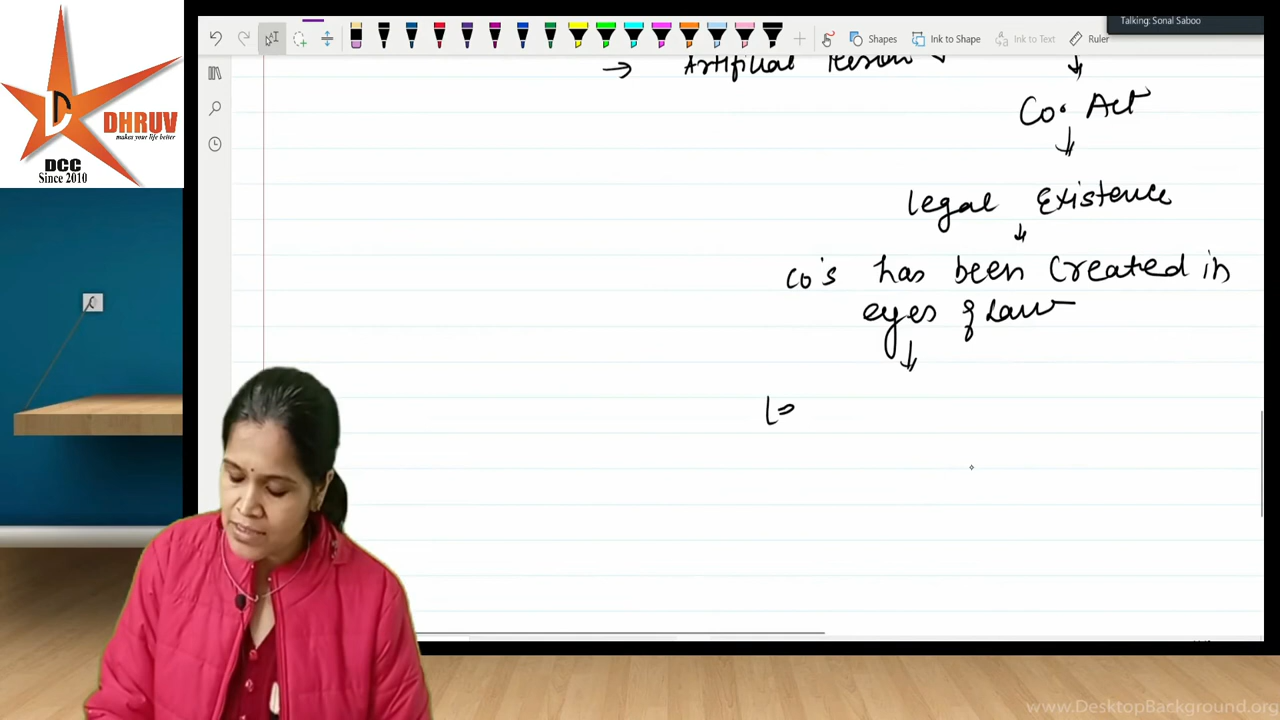 Talking: Sonal Saboo
Shapes
Ink to Shape
Ink to Text
Ruler
→ Artificial Person
Co. Act
Legal Existence
Co's has been Created in
eyes of Law
DHRUV
makes your life better
DCC
Since 2010
www.DesktopBackground.org